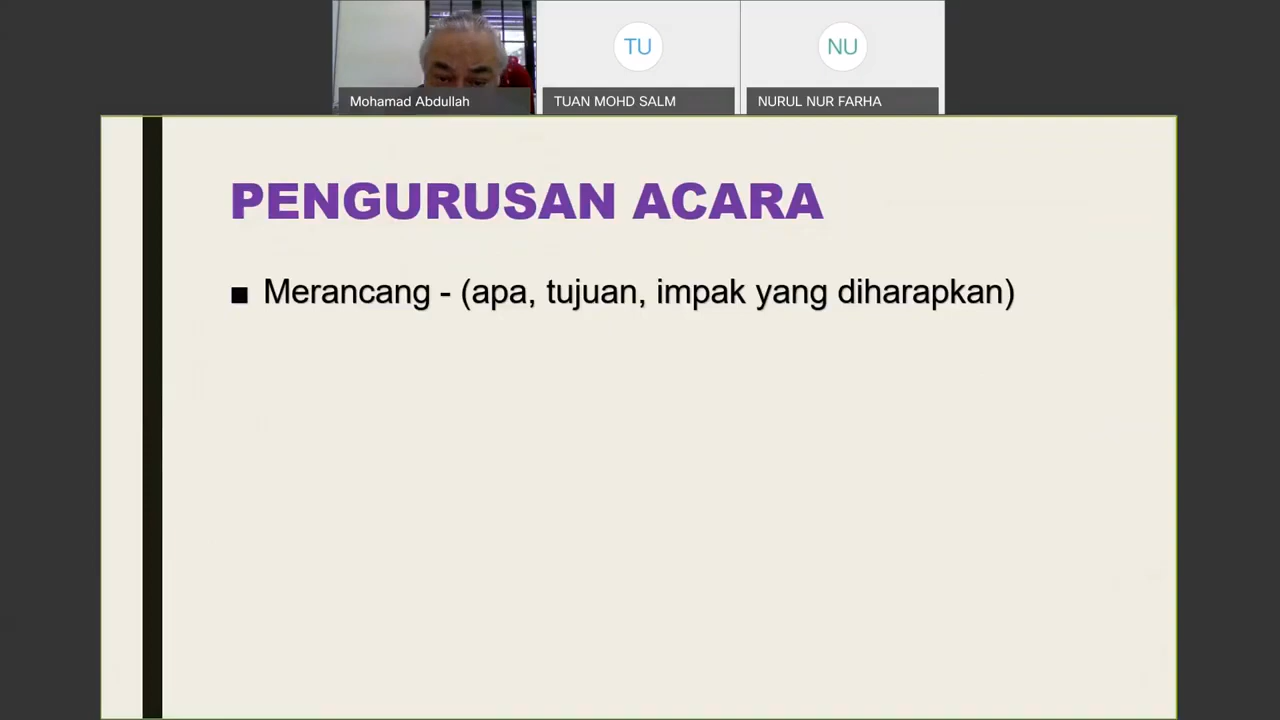 TU
NU
Mohamad Abdullah
TUAN MOHD SALM
NURUL NUR FARHA
PENGURUSAN ACARA
■ Merancang - (apa, tujuan, impak yang diharapkan)